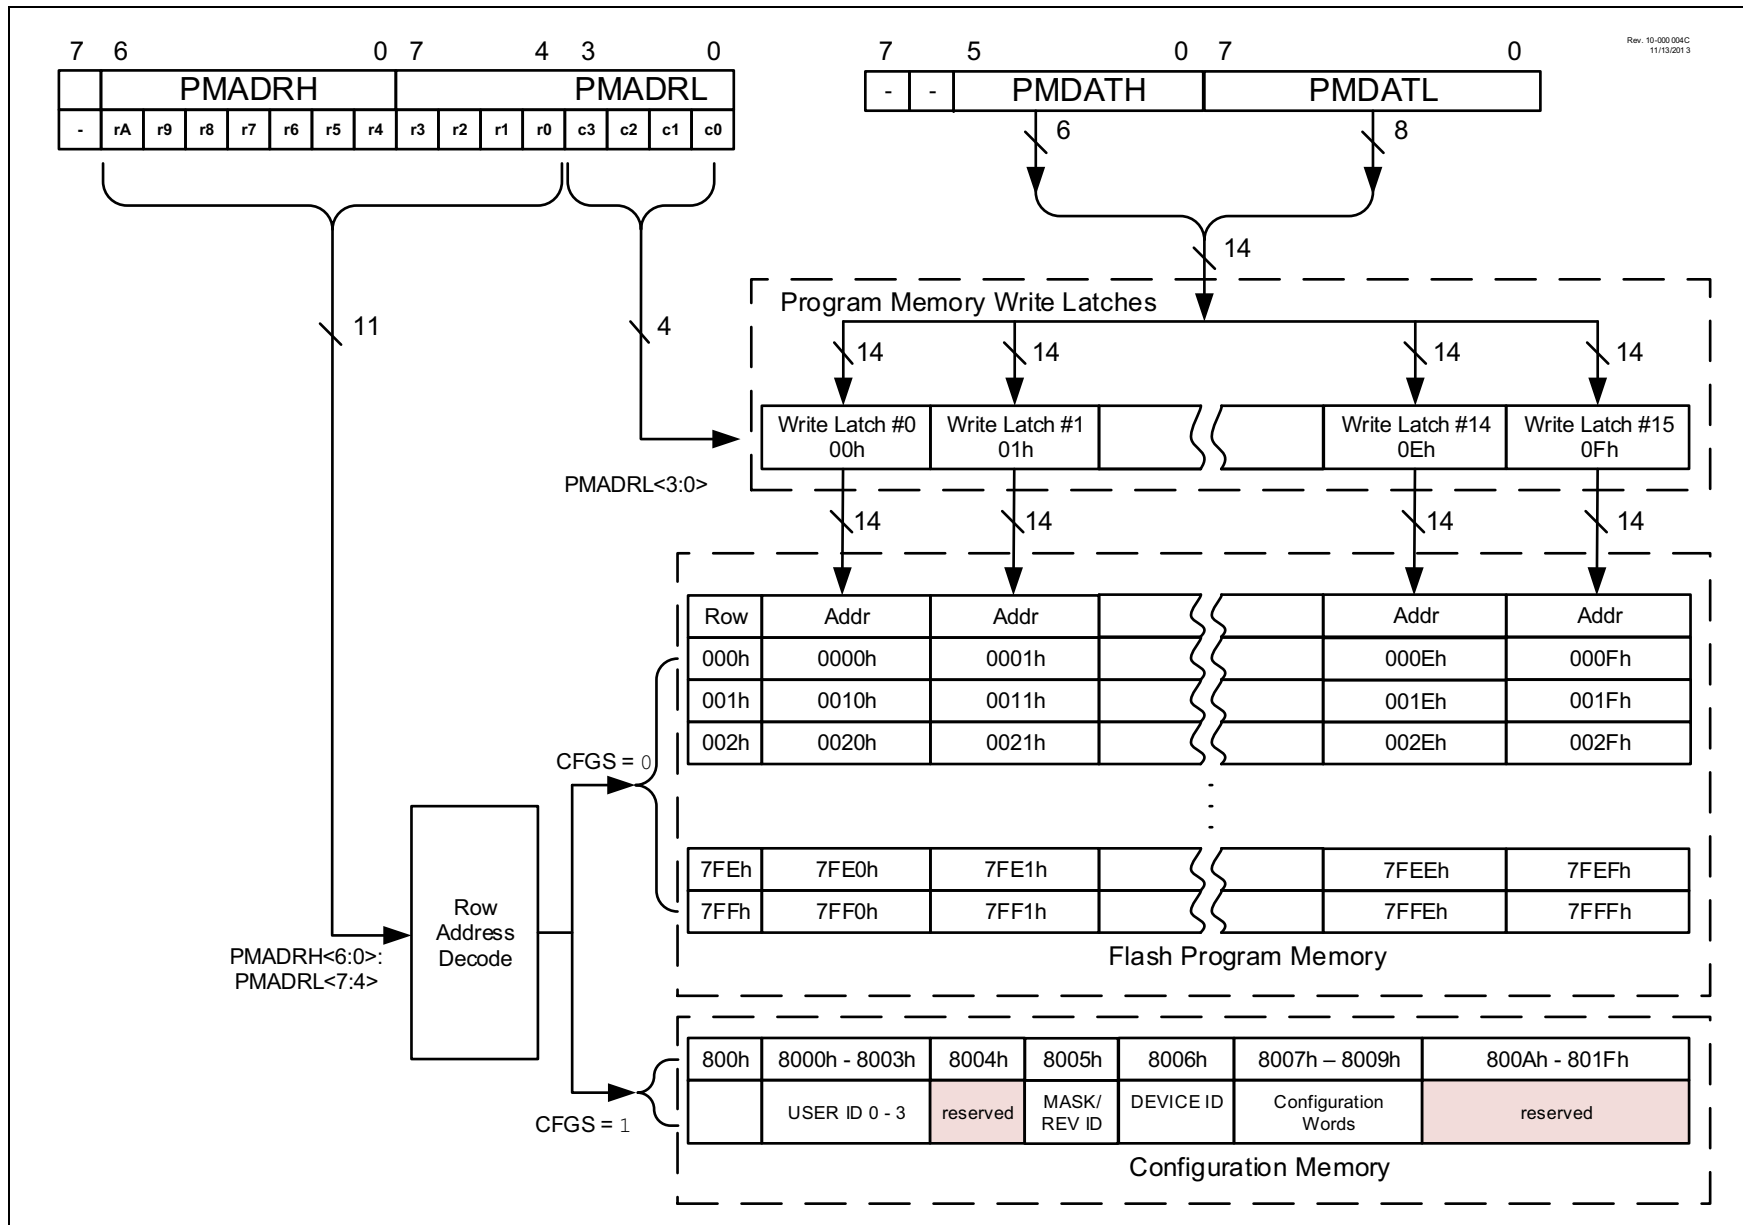 Rev. 10-000 004C
11/13/2013
7 6 0 7 4 3 0
PMADRH PMADRL
- rA r9 r8 r7 r6 r5 r4 r3 r2 r1 r0 c3 c2 c1 c0
7 5 0 7 0
- - PMDATH PMDATL
6 8
14
11
4
Program Memory Write Latches
14 14 14 14
Write Latch #0 Write Latch #1 Write Latch #14 Write Latch #15
00h 01h 0Eh 0Fh
PMADRL<3:0>
14 14 14 14
Row Addr Addr Addr Addr
000h 0000h 0001h 000Eh 000Fh
001h 0010h 0011h 001Eh 001Fh
002h 0020h 0021h 002Eh 002Fh
CFGS = 0
7FEh 7FE0h 7FE1h 7FEEh 7FEFh
7FFh 7FF0h 7FF1h 7FFEh 7FFFh
Flash Program Memory
Row
Address
Decode
PMADRH<6:0>:
PMADRL<7:4>
800h 8000h - 8003h 8004h 8005h 8006h 8007h – 8009h 800Ah - 801Fh
USER ID 0 - 3 reserved MASK/ DEVICE ID Configuration reserved
REV ID Words
CFGS = 1
Configuration Memory